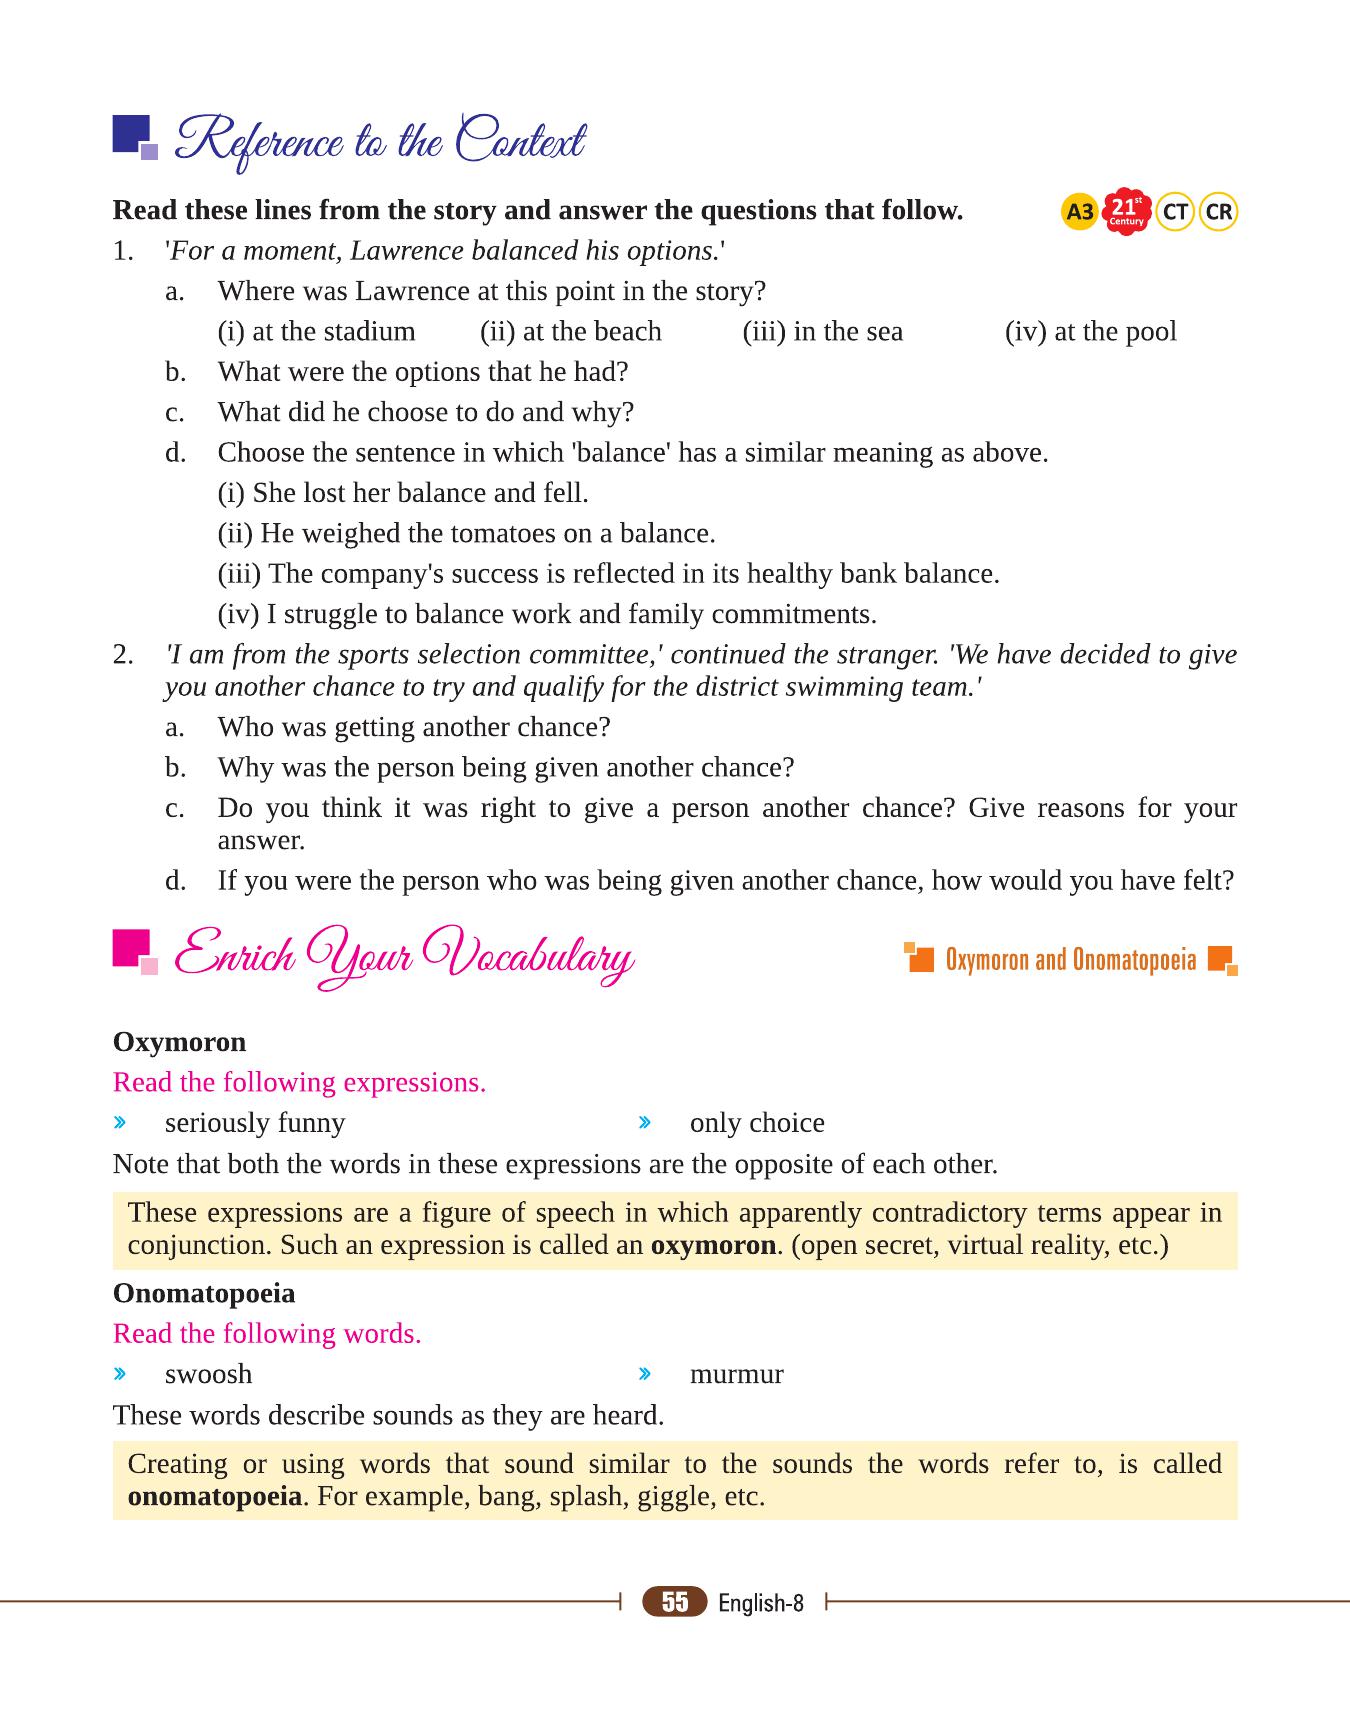 Reference to the Context
Read these lines from the story and answer the questions that follow. A3 21st Century CT CR
1. 'For a moment, Lawrence balanced his options.'
a. Where was Lawrence at this point in the story?
(i) at the stadium (ii) at the beach (iii) in the sea (iv) at the pool
b. What were the options that he had?
c. What did he choose to do and why?
d. Choose the sentence in which 'balance' has a similar meaning as above.
(i) She lost her balance and fell.
(ii) He weighed the tomatoes on a balance.
(iii) The company's success is reflected in its healthy bank balance.
(iv) I struggle to balance work and family commitments.
2. 'I am from the sports selection committee,' continued the stranger. 'We have decided to give
you another chance to try and qualify for the district swimming team.'
a. Who was getting another chance?
b. Why was the person being given another chance?
c. Do you think it was right to give a person another chance? Give reasons for your
answer.
d. If you were the person who was being given another chance, how would you have felt?
Enrich Your Vocabulary Oxymoron and Onomatopoeia
Oxymoron
Read the following expressions.
» seriously funny » only choice
Note that both the words in these expressions are the opposite of each other.
These expressions are a figure of speech in which apparently contradictory terms appear in
conjunction. Such an expression is called an oxymoron. (open secret, virtual reality, etc.)
Onomatopoeia
Read the following words.
» swoosh » murmur
These words describe sounds as they are heard.
Creating or using words that sound similar to the sounds the words refer to, is called
onomatopoeia. For example, bang, splash, giggle, etc.
55 English-8